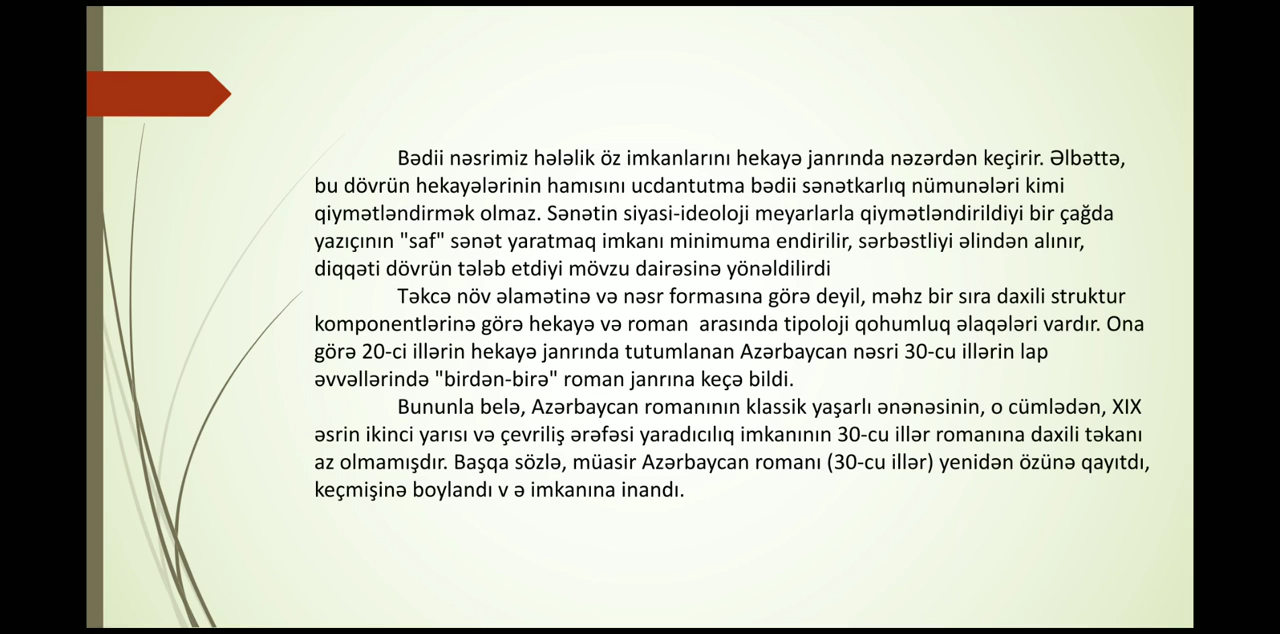 Bədii nəsrimiz hələlik öz imkanlarını hekayə janrında nəzərdən keçirir. Əlbəttə,
bu dövrün hekayələrinin hamısını ucdantutma bədii sənətkarlıq nümunələri kimi
qiymətləndirmək olmaz. Sənətin siyasi-ideoloji meyarlarla qiymətləndirildiyi bir çağda
yazıçının "saf" sənət yaratmaq imkanı minimuma endirilir, sərbəstliyi əlindən alınır,
diqqəti dövrün tələb etdiyi mövzu dairəsinə yönəldilirdi
Təkcə növ əlamətinə və nəsr formasına görə deyil, məhz bir sıra daxili struktur
komponentlərinə görə hekayə və roman  arasında tipoloji qohumluq əlaqələri vardır. Ona
görə 20-ci illərin hekayə janrında tutumlanan Azərbaycan nəsri 30-cu illərin lap
əvvəllərində "birdən-birə" roman janrına keçə bildi.
Bununla belə, Azərbaycan romanının klassik yaşarlı ənənəsinin, o cümlədən, XIX
əsrin ikinci yarısı və çevriliş ərəfəsi yaradıcılıq imkanının 30-cu illər romanına daxili təkanı
az olmamışdır. Başqa sözlə, müasir Azərbaycan romanı (30-cu illər) yenidən özünə qayıtdı,
keçmişinə boylandı v ə imkanına inandı.